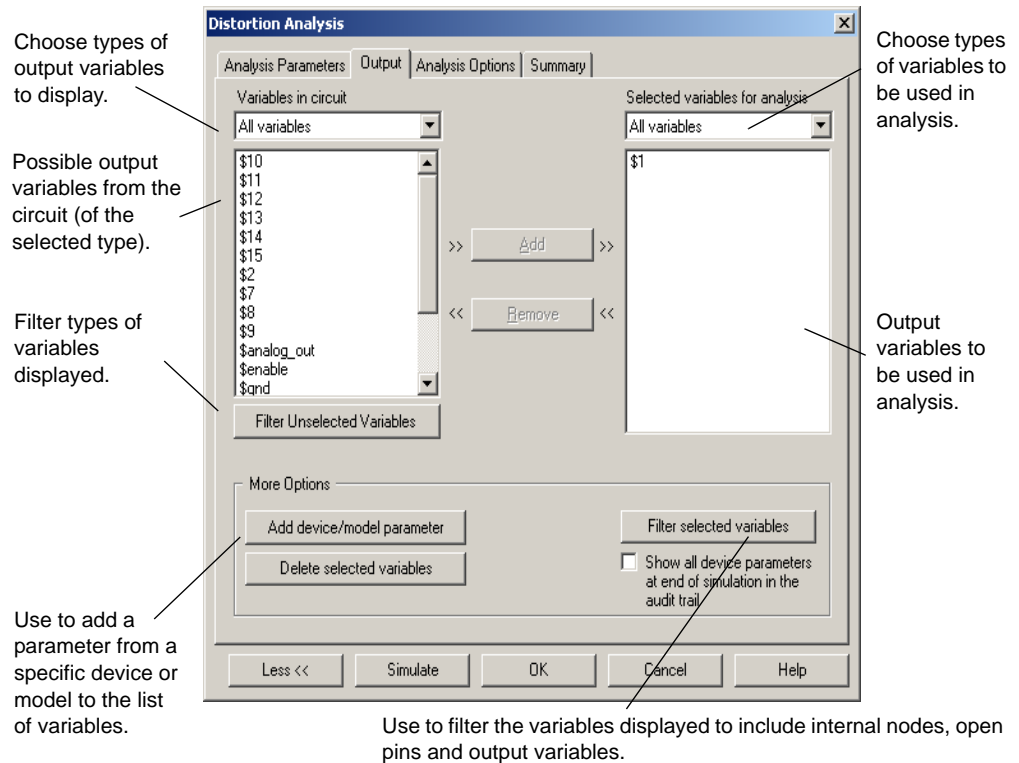 Distortion Analysis
Choose types of
output variables
to display.
Choose types
of variables to
be used in
analysis.
Analysis Parameters Output Analysis Options Summary
Variables in circuit
Selected variables for analysis
All variables
All variables
Possible output
variables from the
circuit (of the
selected type).
$10
$11
$12
$13
$14
$15
$2
$7
$8
$9
$analog_out
$enable
$gnd
$1
>> Add >>
<< Remove <<
Filter types of
variables
displayed.
Output
variables to
be used in
analysis.
Filter Unselected Variables
More Options
Add device/model parameter
Filter selected variables
Delete selected variables
Show all device parameters
at end of simulation in the
audit trail
Use to add a
parameter from a
specific device or
model to the list
of variables.
Less << Simulate OK Cancel Help
Use to filter the variables displayed to include internal nodes, open
pins and output variables.